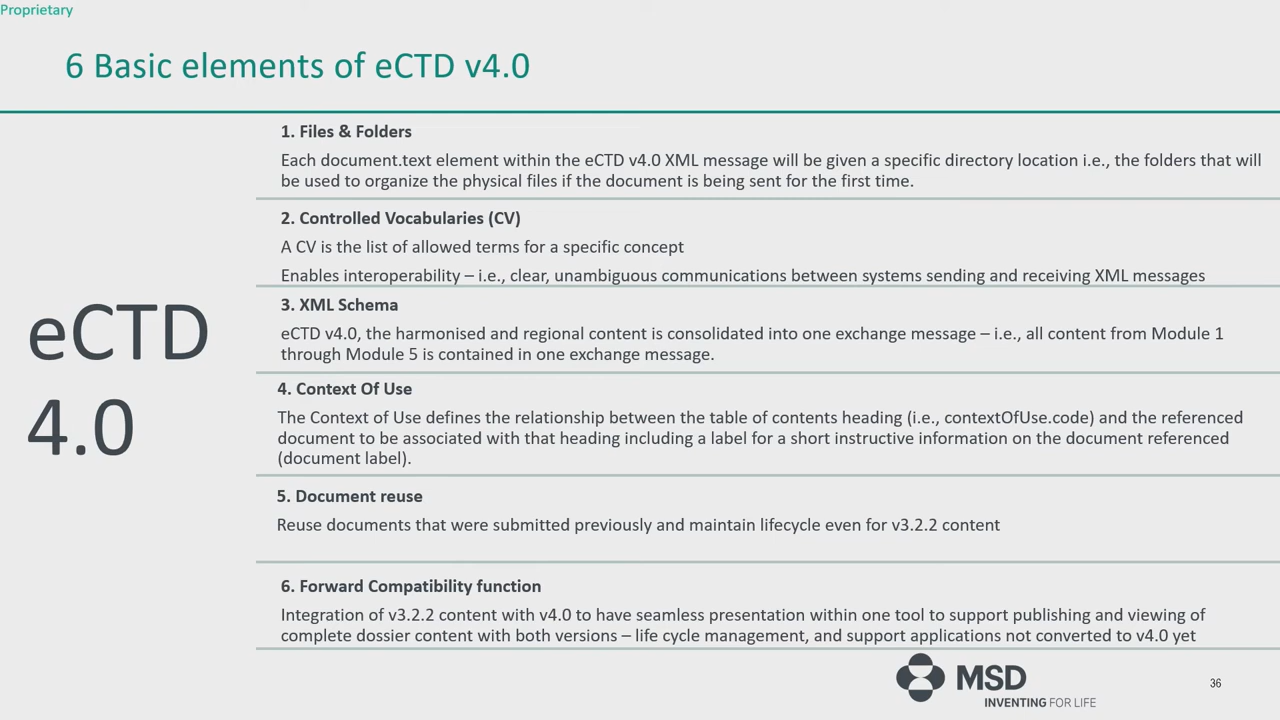 Proprietary
6 Basic elements of eCTD v4.0
eCTD
4.0
1. Files & Folders
Each document.text element within the eCTD v4.0 XML message will be given a specific directory location i.e., the folders that will
be used to organize the physical files if the document is being sent for the first time.
2. Controlled Vocabularies (CV)
A CV is the list of allowed terms for a specific concept
Enables interoperability – i.e., clear, unambiguous communications between systems sending and receiving XML messages
3. XML Schema
eCTD v4.0, the harmonised and regional content is consolidated into one exchange message – i.e., all content from Module 1
through Module 5 is contained in one exchange message.
4. Context Of Use
The Context of Use defines the relationship between the table of contents heading (i.e., contextOfUse.code) and the referenced
document to be associated with that heading including a label for a short instructive information on the document referenced
(document label).
5. Document reuse
Reuse documents that were submitted previously and maintain lifecycle even for v3.2.2 content
6. Forward Compatibility function
Integration of v3.2.2 content with v4.0 to have seamless presentation within one tool to support publishing and viewing of
complete dossier content with both versions – life cycle management, and support applications not converted to v4.0 yet
MSD
INVENTING FOR LIFE
36